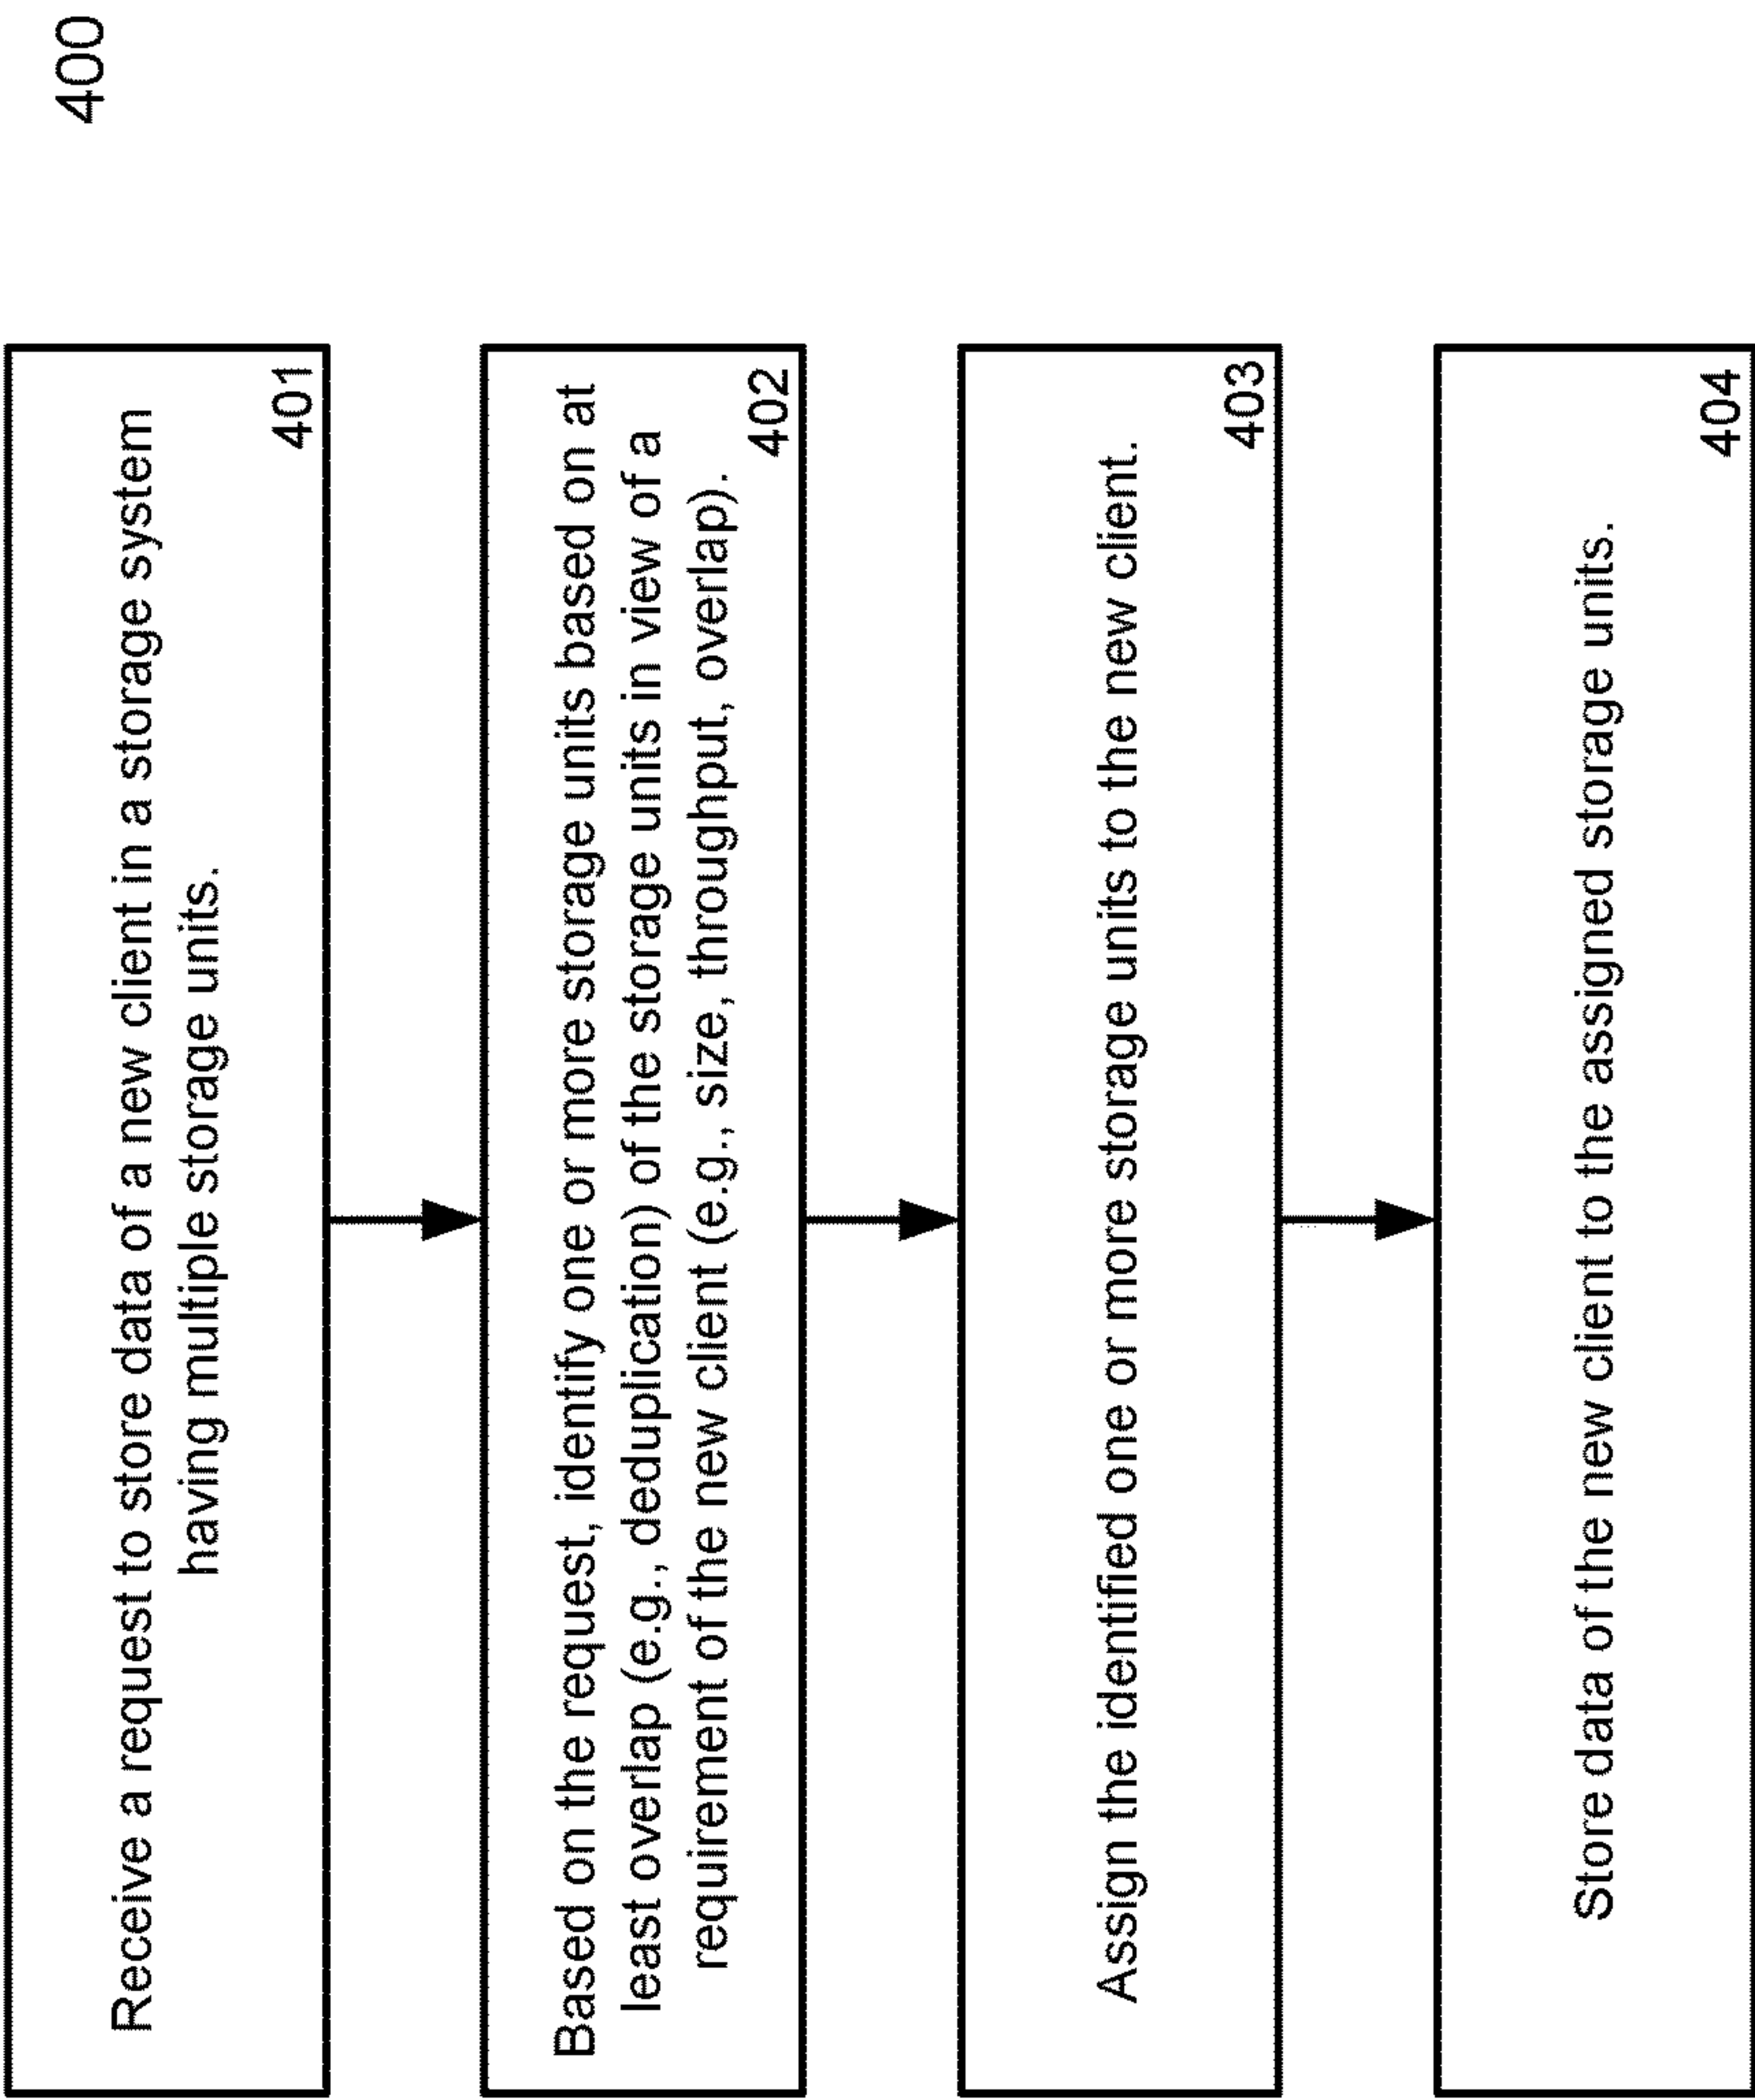 400
Receive a request to store data of a new client in a storage system
having multiple storage units.
401
Based on the request, identify one or more storage units based on at
least overlap (e.g., deduplication) of the storage units in view of a
requirement of the new client (e.g., size, throughput, overlap).
402
Assign the identified one or more storage units to the new client.
403
Store data of the new client to the assigned storage units.
404